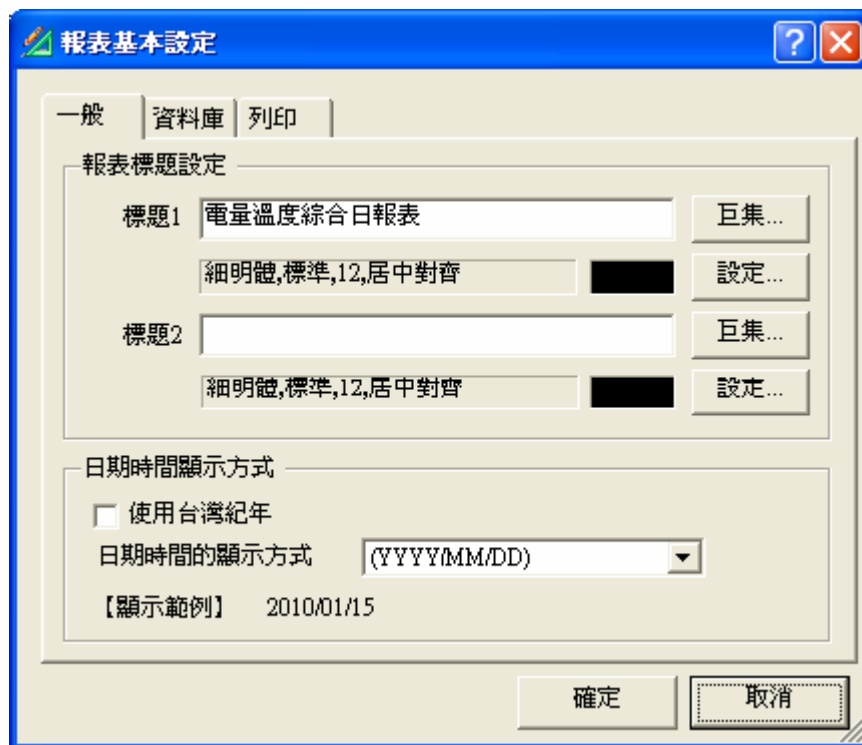 報表基本設定
一般 資料庫 列印
報表標題設定
標題1 電量溫度綜合日報表 巨集...
細明體,標準,12,居中對齊 設定...
標題2 巨集...
細明體,標準,12,居中對齊 設定...
日期時間顯示方式
使用台灣紀年
日期時間的顯示方式 (YYYY/MM/DD)
【顯示範例】 2010/01/15
確定 取消